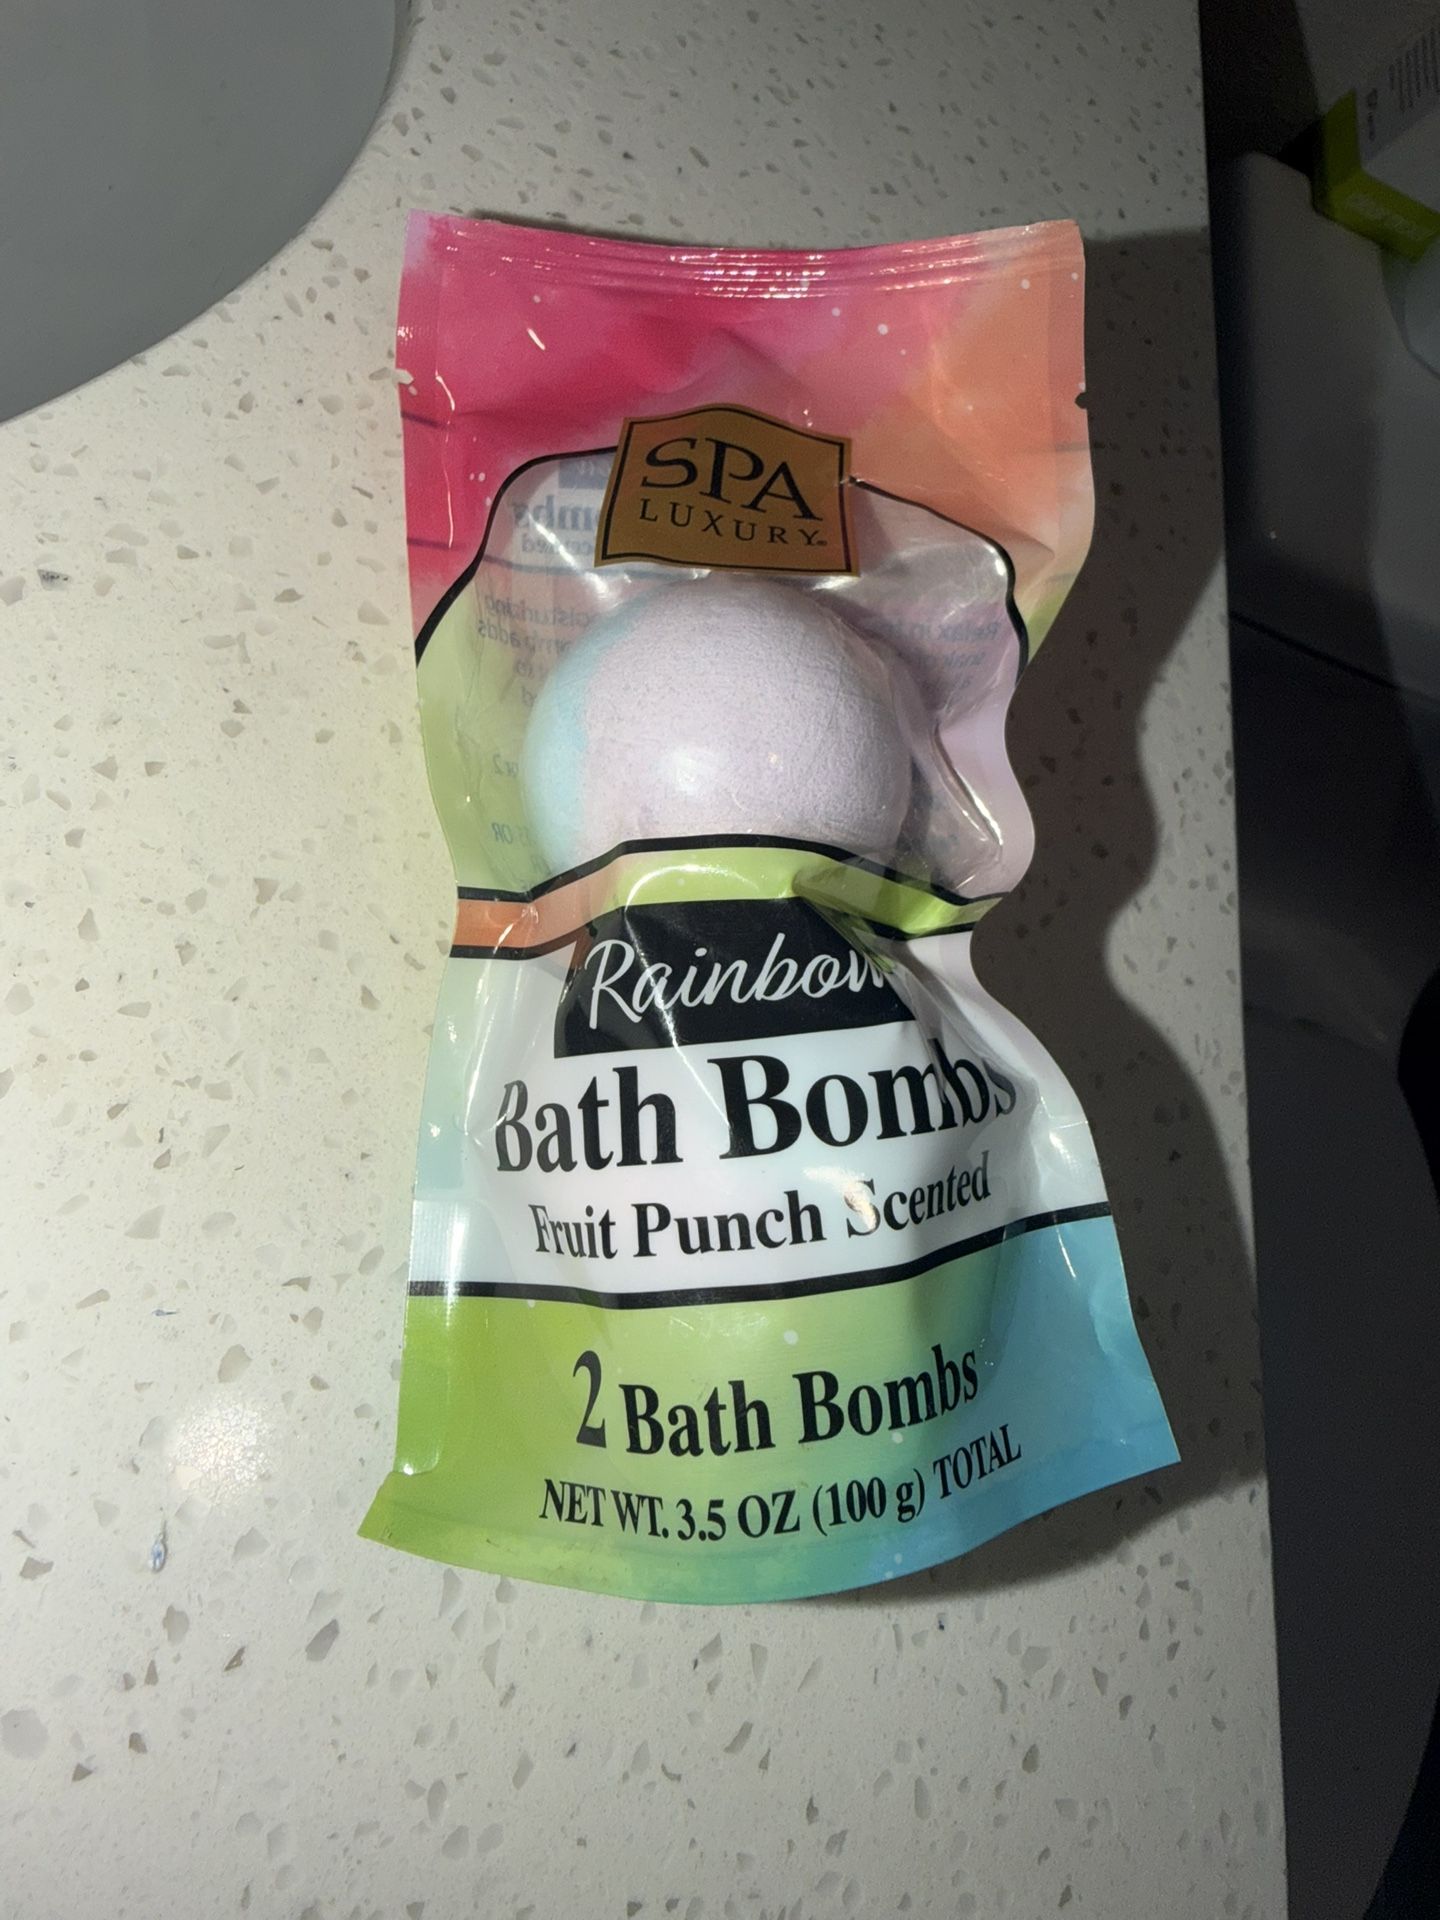 SPA
LUXURY
Rainbow
Bath Bombs
Fruit Punch Scented
2 Bath Bombs
NET WT. 3.5 OZ (100 g) TOTAL